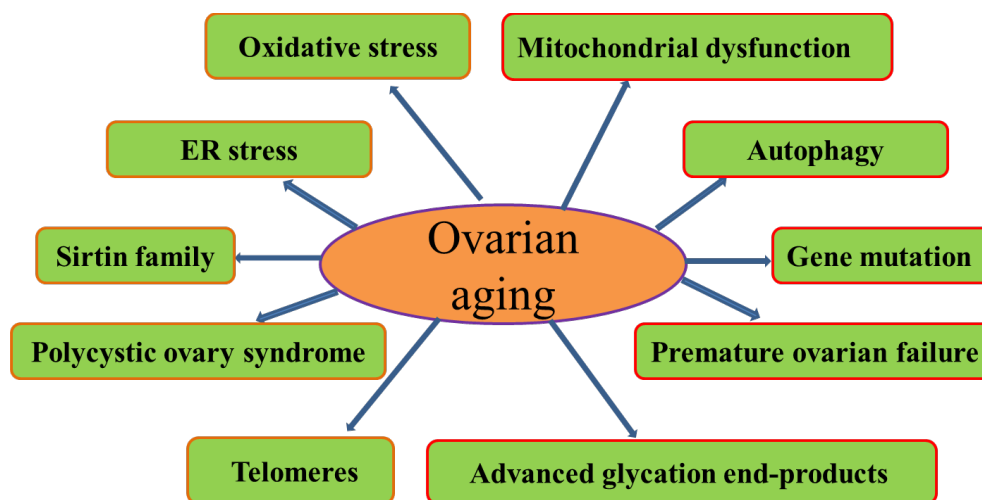 Oxidative stress
Mitochondrial dysfunction
ER stress
Autophagy
Ovarian
aging
Sirtin family
Gene mutation
Polycystic ovary syndrome
Premature ovarian failure
Telomeres
Advanced glycation end-products